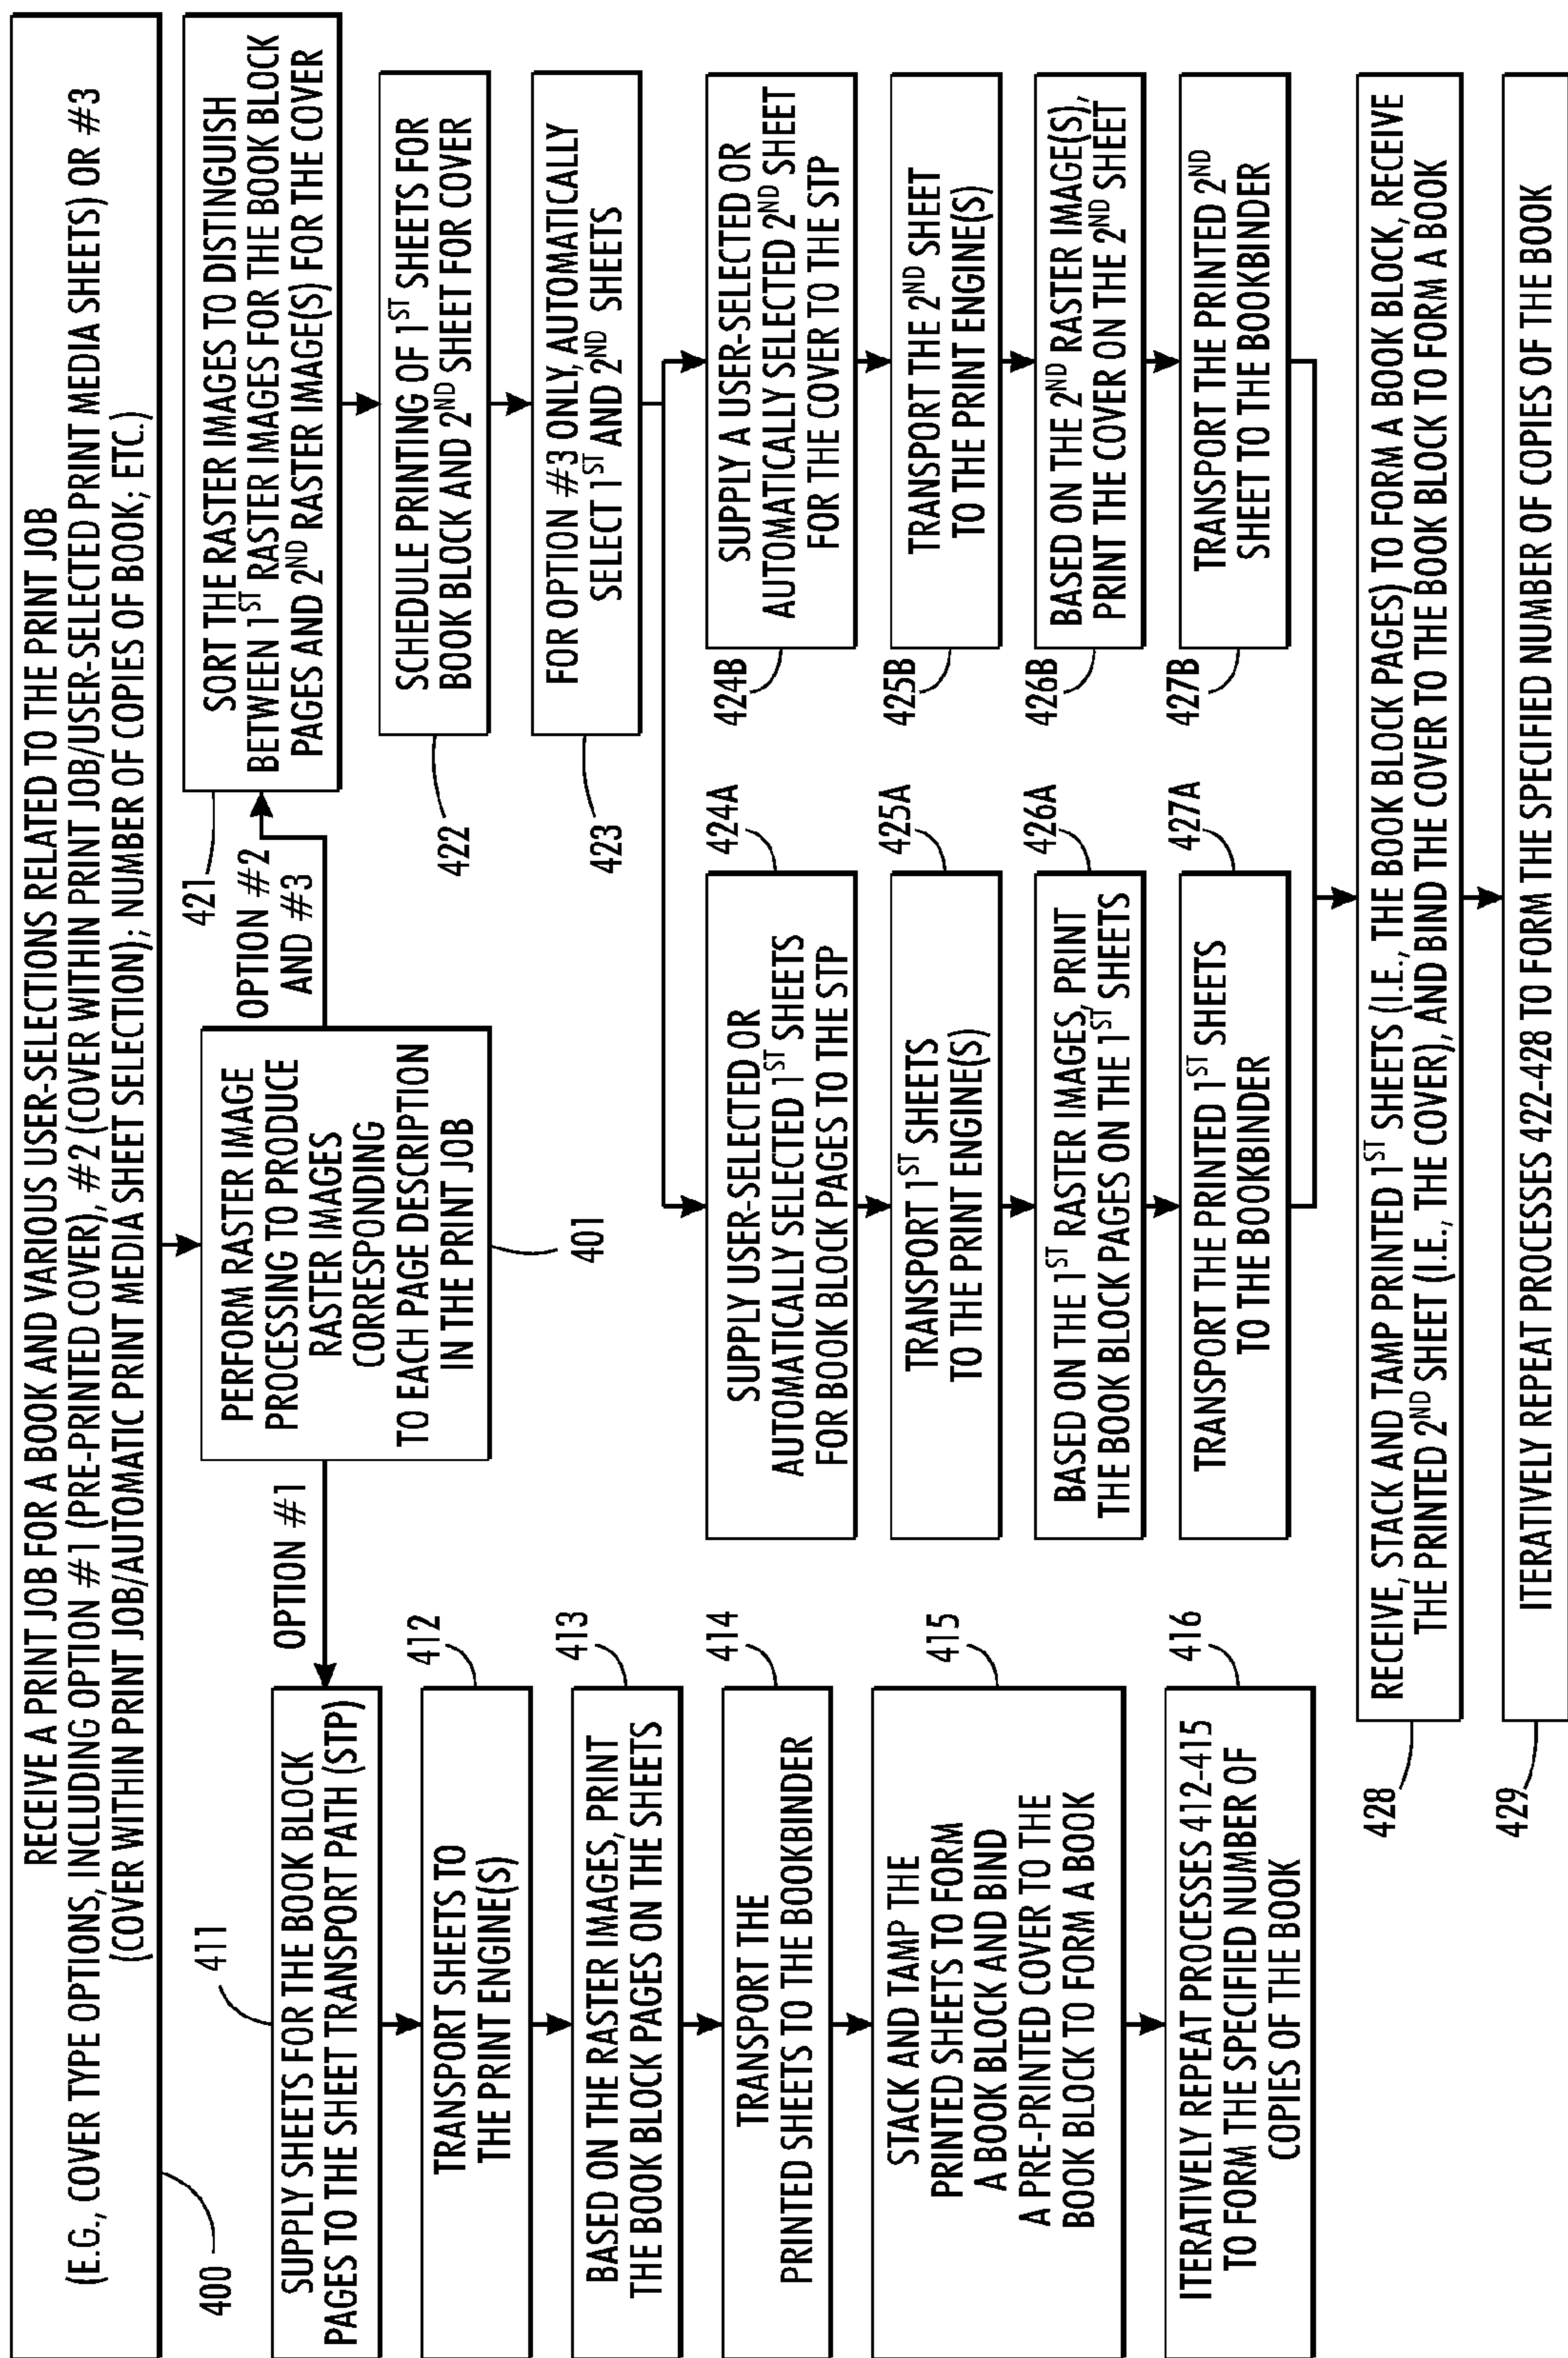 RECEIVE A PRINT JOB FOR A BOOK AND VARIOUS USER-SELECTIONS RELATED TO THE PRINT JOB
(E.G., COVER TYPE OPTIONS, INCLUDING OPTION #1 (PRE-PRINTED COVER), #2 (COVER WITHIN PRINT JOB/USER-SELECTED PRINT MEDIA SHEETS) OR #3
(COVER WITHIN PRINT JOB/AUTOMATIC PRINT MEDIA SHEET SELECTION); NUMBER OF COPIES OF BOOK; ETC.)
400
PERFORM RASTER IMAGE
PROCESSING TO PRODUCE
RASTER IMAGES
CORRESPONDING
TO EACH PAGE DESCRIPTION
IN THE PRINT JOB
401
OPTION #1
411
SUPPLY SHEETS FOR THE BOOK BLOCK
PAGES TO THE SHEET TRANSPORT PATH (STP)
412
TRANSPORT SHEETS TO
THE PRINT ENGINE(S)
413
BASED ON THE RASTER IMAGES, PRINT
THE BOOK BLOCK PAGES ON THE SHEETS
414
TRANSPORT THE
PRINTED SHEETS TO THE BOOKBINDER
415
STACK AND TAMP THE
PRINTED SHEETS TO FORM
A BOOK BLOCK AND BIND
A PRE-PRINTED COVER TO THE
BOOK BLOCK TO FORM A BOOK
416
ITERATIVELY REPEAT PROCESSES 412-415
TO FORM THE SPECIFIED NUMBER OF
COPIES OF THE BOOK
OPTION #2
AND #3
421
SORT THE RASTER IMAGES TO DISTINGUISH
BETWEEN 1ST RASTER IMAGES FOR THE BOOK BLOCK
PAGES AND 2ND RASTER IMAGE(S) FOR THE COVER
422
SCHEDULE PRINTING OF 1ST SHEETS FOR
BOOK BLOCK AND 2ND SHEET FOR COVER
423
FOR OPTION #3 ONLY, AUTOMATICALLY
SELECT 1ST AND 2ND SHEETS
424A
SUPPLY USER-SELECTED OR
AUTOMATICALLY SELECTED 1ST SHEETS
FOR BOOK BLOCK PAGES TO THE STP
425A
TRANSPORT 1ST SHEETS
TO THE PRINT ENGINE(S)
426A
BASED ON THE 1ST RASTER IMAGES, PRINT
THE BOOK BLOCK PAGES ON THE 1ST SHEETS
427A
TRANSPORT THE PRINTED 1ST SHEETS
TO THE BOOKBINDER
424B
SUPPLY A USER-SELECTED OR
AUTOMATICALLY SELECTED 2ND SHEET
FOR THE COVER TO THE STP
425B
TRANSPORT THE 2ND SHEET
TO THE PRINT ENGINE(S)
426B
BASED ON THE 2ND RASTER IMAGE(S),
PRINT THE COVER ON THE 2ND SHEET
427B
TRANSPORT THE PRINTED 2ND
SHEET TO THE BOOKBINDER
428
RECEIVE, STACK AND TAMP PRINTED 1ST SHEETS (I.E., THE BOOK BLOCK PAGES) TO FORM A BOOK BLOCK, RECEIVE
THE PRINTED 2ND SHEET (I.E., THE COVER), AND BIND THE COVER TO THE BOOK BLOCK TO FORM A BOOK
429
ITERATIVELY REPEAT PROCESSES 422-428 TO FORM THE SPECIFIED NUMBER OF COPIES OF THE BOOK